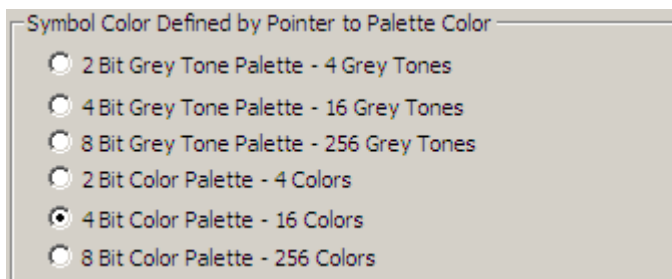 Symbol Color Defined by Pointer to Palette Color
2 Bit Grey Tone Palette - 4 Grey Tones
4 Bit Grey Tone Palette - 16 Grey Tones
8 Bit Grey Tone Palette - 256 Grey Tones
2 Bit Color Palette - 4 Colors
4 Bit Color Palette - 16 Colors
8 Bit Color Palette - 256 Colors